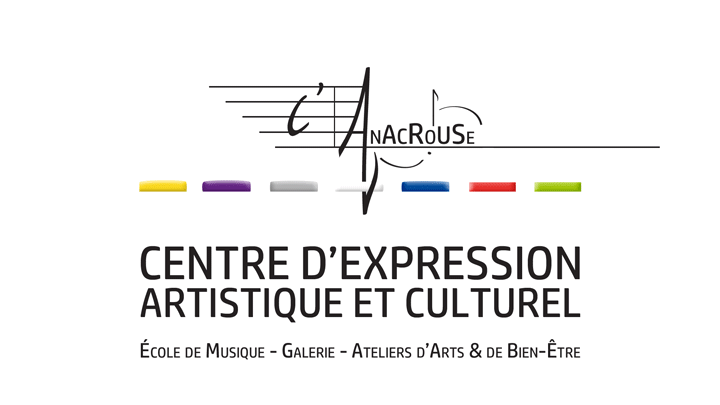 L'ANACROUSE
CENTRE D'EXPRESSION
ARTISTIQUE ET CULTUREL
École de Musique - Galerie - Ateliers d'Arts & de Bien-Être